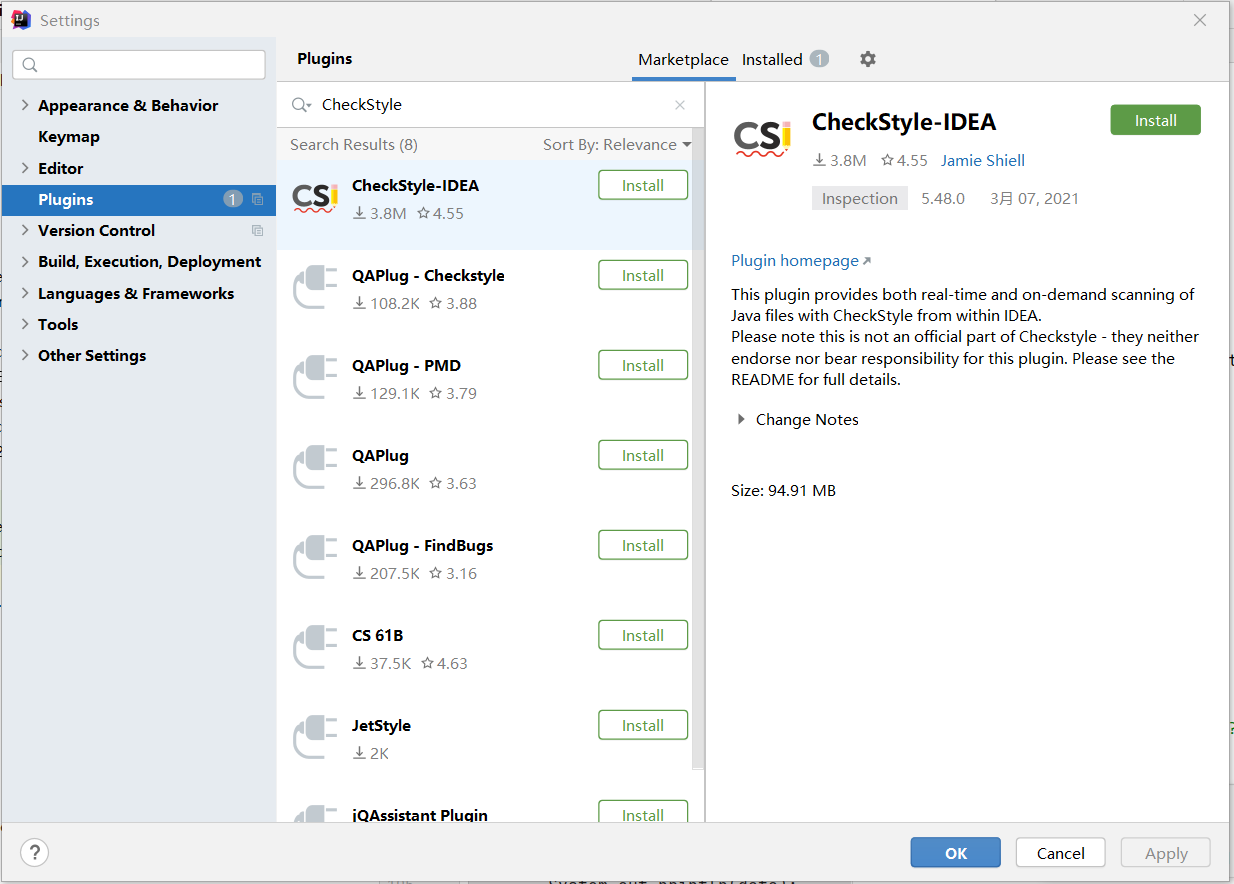 Settings
Plugins
Marketplace
Installed 1
Appearance & Behavior
Keymap
Editor
Plugins 1
Version Control
Build, Execution, Deployment
Languages & Frameworks
Tools
Other Settings
CheckStyle
Search Results (8)
Sort By: Relevance
CSi
CheckStyle-IDEA
Install
3.8M 4.55
QAPlug - Checkstyle
Install
108.2K 3.88
QAPlug - PMD
Install
129.1K 3.79
QAPlug
Install
296.8K 3.63
QAPlug - FindBugs
Install
207.5K 3.16
CS 61B
Install
37.5K 4.63
JetStyle
Install
2K
jQAssistant Plugin
Install
CSi
CheckStyle-IDEA
Install
3.8M 4.55 Jamie Shiell
Inspection 5.48.0 3月 07, 2021
Plugin homepage
This plugin provides both real-time and on-demand scanning of
Java files with CheckStyle from within IDEA.
Please note this is not an official part of Checkstyle - they neither
endorse nor bear responsibility for this plugin. Please see the
README for full details.
Change Notes
Size: 94.91 MB
?
OK
Cancel
Apply